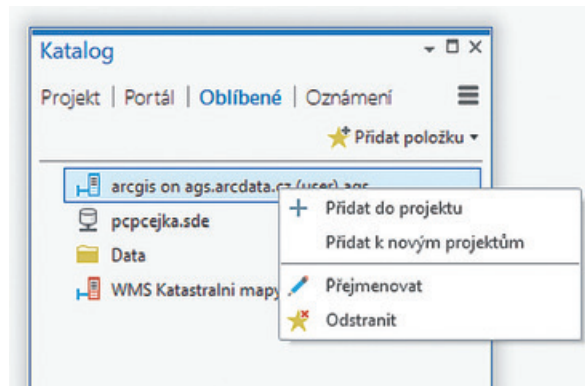 Katalog
Projekt | Portál | Oblíbené | Oznámení
Přidat položku
arcgis on ags.arcdata.cz (user).ags
pcpcejka.sde
Data
WMS Katastralni mapy
Přidat do projektu
Přidat k novým projektům
Přejmenovat
Odstranit